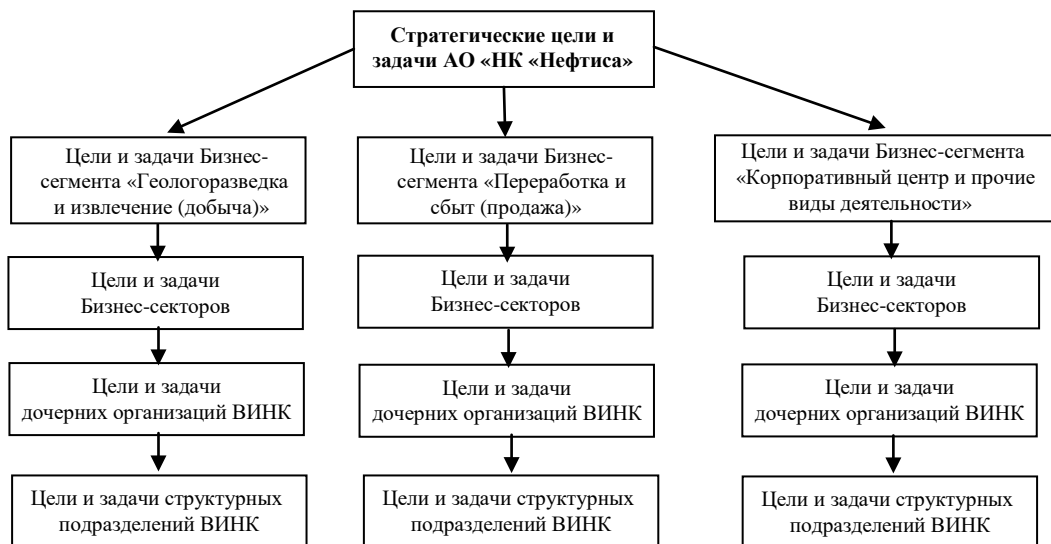 Стратегические цели и
задачи АО «НК «Нефтиса»
Цели и задачи Бизнес-
сегмента «Геологоразведка
и извлечение (добыча)»
Цели и задачи Бизнес-
сегмента «Переработка и
сбыт (продажа)»
Цели и задачи Бизнес-сегмента
«Корпоративный центр и прочие
виды деятельности»
Цели и задачи
Бизнес-секторов
Цели и задачи
Бизнес-секторов
Цели и задачи
Бизнес-секторов
Цели и задачи
дочерних организаций ВИНК
Цели и задачи
дочерних организаций ВИНК
Цели и задачи
дочерних организаций ВИНК
Цели и задачи структурных
подразделений ВИНК
Цели и задачи структурных
подразделений ВИНК
Цели и задачи структурных
подразделений ВИНК